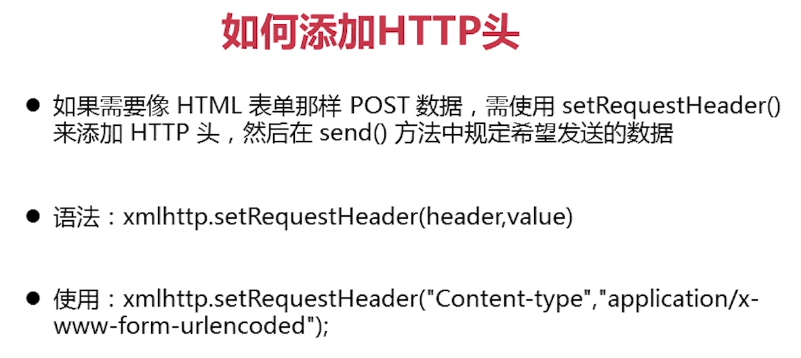 如何添加HTTP头
● 如果需要像 HTML 表单那样 POST 数据，需使用 setRequestHeader()
来添加 HTTP 头，然后在 send() 方法中规定希望发送的数据
● 语法：xmlhttp.setRequestHeader(header,value)
● 使用：xmlhttp.setRequestHeader("Content-type","application/x-
www-form-urlencoded");